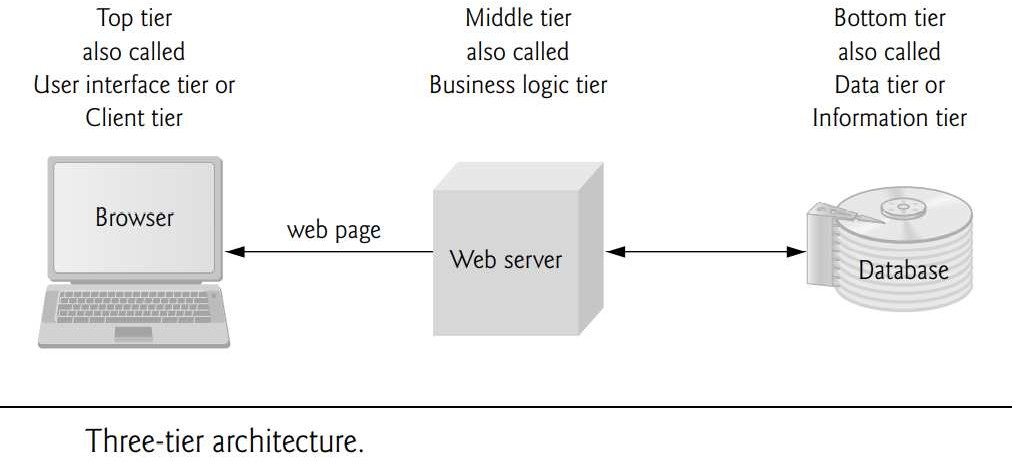 Top tier
also called
User interface tier or
Client tier
Middle tier
also called
Business logic tier
Bottom tier
also called
Data tier or
Information tier
Browser
web page
Web server
Database
Three-tier architecture.